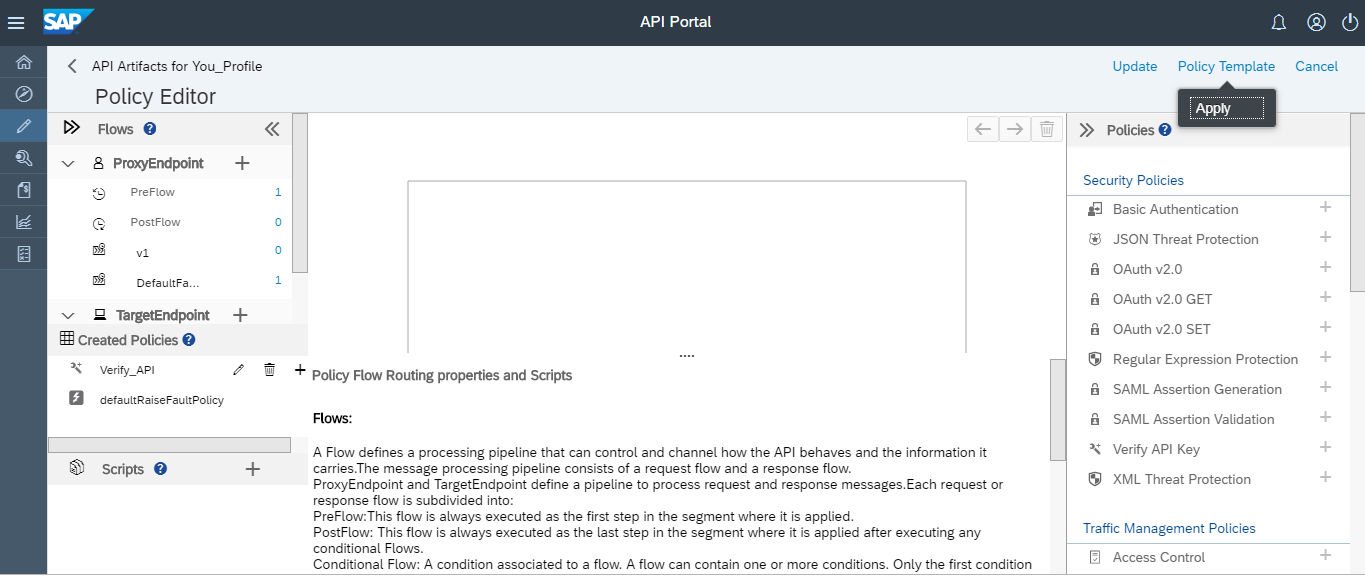 SAP
API Portal
API Artifacts for You_Profile
Update
Policy Template
Cancel
Policy Editor
Apply
Flows
ProxyEndpoint
PreFlow 1
PostFlow 0
v1 0
DefaultFa... 1
TargetEndpoint
Created Policies
Verify_API
defaultRaiseFaultPolicy
Scripts
Policy Flow Routing properties and Scripts
Flows:
A Flow defines a processing pipeline that can control and channel how the API behaves and the information it
carries.The message processing pipeline consists of a request flow and a response flow.
ProxyEndpoint and TargetEndpoint define a pipeline to process request and response messages.Each request or
response flow is subdivided into:
PreFlow:This flow is always executed as the first step in the segment where it is applied.
PostFlow: This flow is always executed as the last step in the segment where it is applied after executing any
conditional Flows.
Conditional Flow: A condition associated to a flow. A flow can contain one or more conditions. Only the first condition
Policies
Security Policies
Basic Authentication
JSON Threat Protection
OAuth v2.0
OAuth v2.0 GET
OAuth v2.0 SET
Regular Expression Protection
SAML Assertion Generation
SAML Assertion Validation
Verify API Key
XML Threat Protection
Traffic Management Policies
Access Control